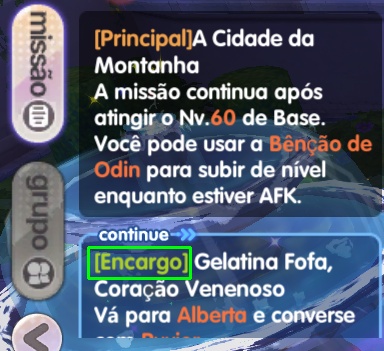 missão
grupo
[Principal]A Cidade da
Montanha
A missão continua após
atingir o Nv.60 de Base.
Você pode usar a Bênção de
Odin para subir de nível
enquanto estiver AFK.
continue
[Encargo] Gelatina Fofa,
Coração Venenoso
Vá para Alberta e converse
com